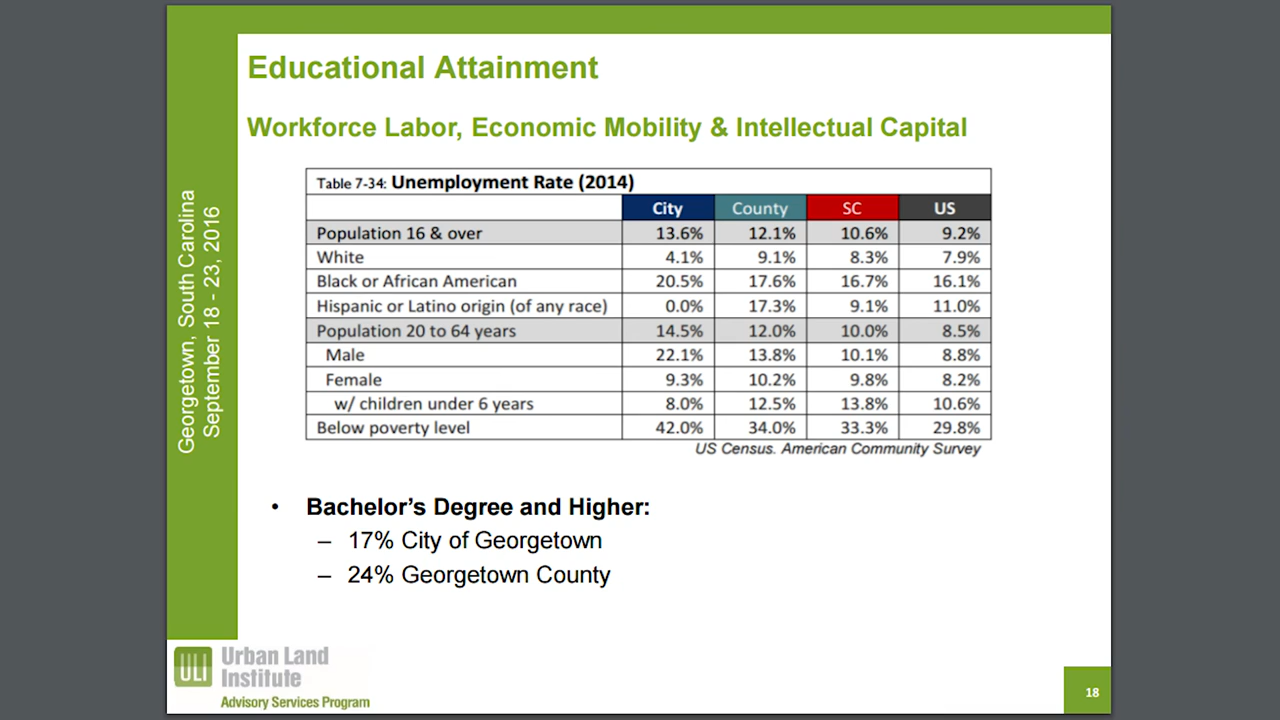 Educational Attainment
Workforce Labor, Economic Mobility & Intellectual Capital
Georgetown, South Carolina
September 18 - 23, 2016
Table 7-34: Unemployment Rate (2014)
City County SC US
Population 16 & over 13.6% 12.1% 10.6% 9.2%
White 4.1% 9.1% 8.3% 7.9%
Black or African American 20.5% 17.6% 16.7% 16.1%
Hispanic or Latino origin (of any race) 0.0% 17.3% 9.1% 11.0%
Population 20 to 64 years 14.5% 12.0% 10.0% 8.5%
Male 22.1% 13.8% 10.1% 8.8%
Female 9.3% 10.2% 9.8% 8.2%
w/ children under 6 years 8.0% 12.5% 13.8% 10.6%
Below poverty level 42.0% 34.0% 33.3% 29.8%
US Census. American Community Survey
• Bachelor’s Degree and Higher:
– 17% City of Georgetown
– 24% Georgetown County
ULI Urban Land
Institute
Advisory Services Program
18